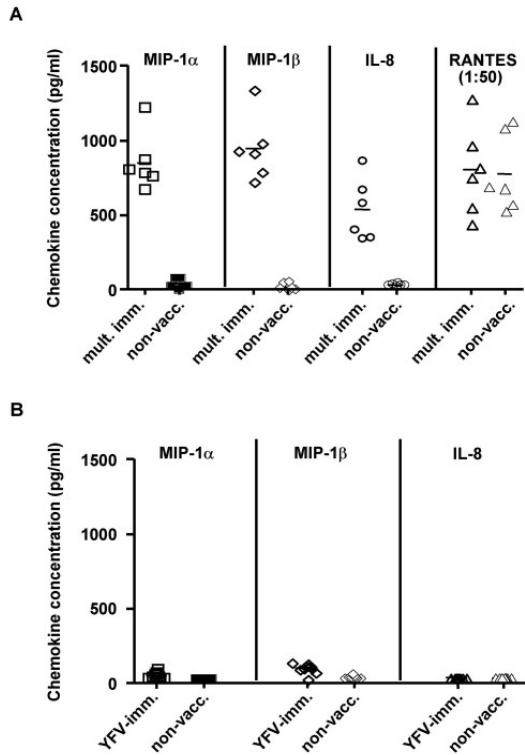 A
MIP-1α MIP-1β IL-8 RANTES
(1:50)
Chemokine concentration (pg/ml)
1500
1000
500
0
mult. imm. non-vacc. mult. imm. non-vacc. mult. imm. non-vacc. mult. imm. non-vacc.
B
MIP-1α MIP-1β IL-8
Chemokine concentration (pg/ml)
1500
1000
500
0
YFV-imm. non-vacc. YFV-imm. non-vacc. YFV-imm. non-vacc.